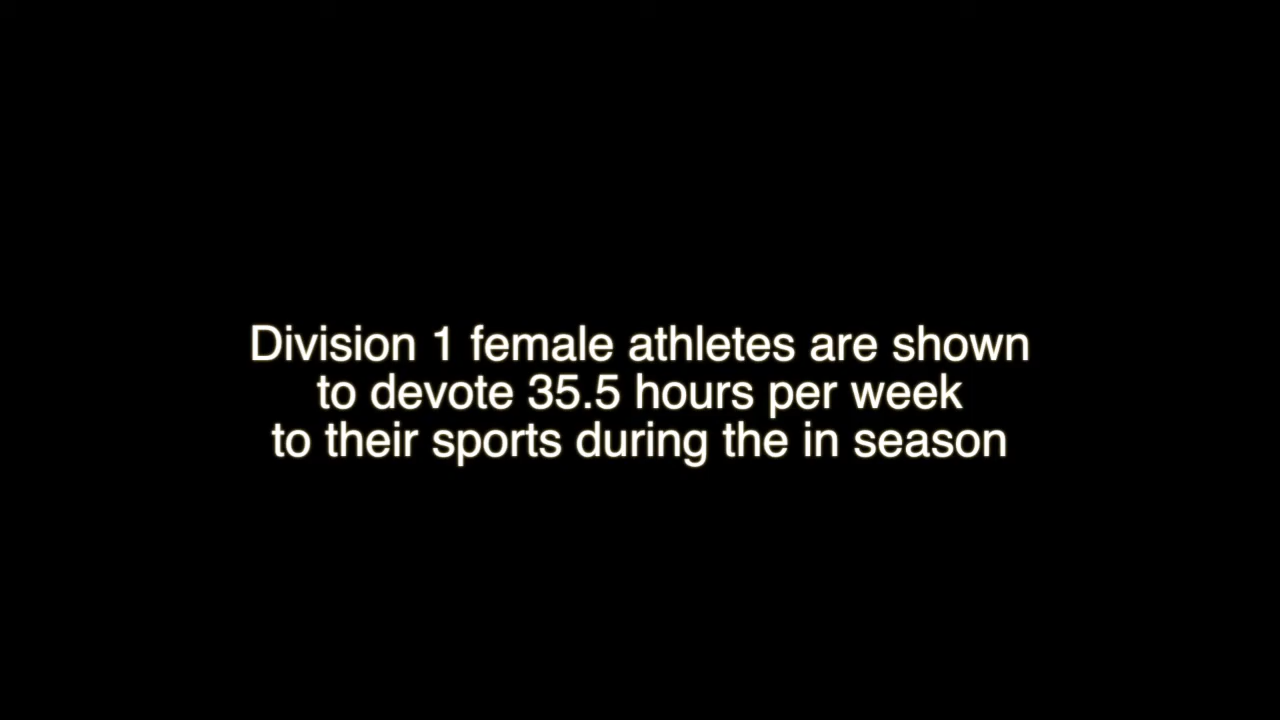 Division 1 female athletes are shown
to devote 35.5 hours per week
to their sports during the in season